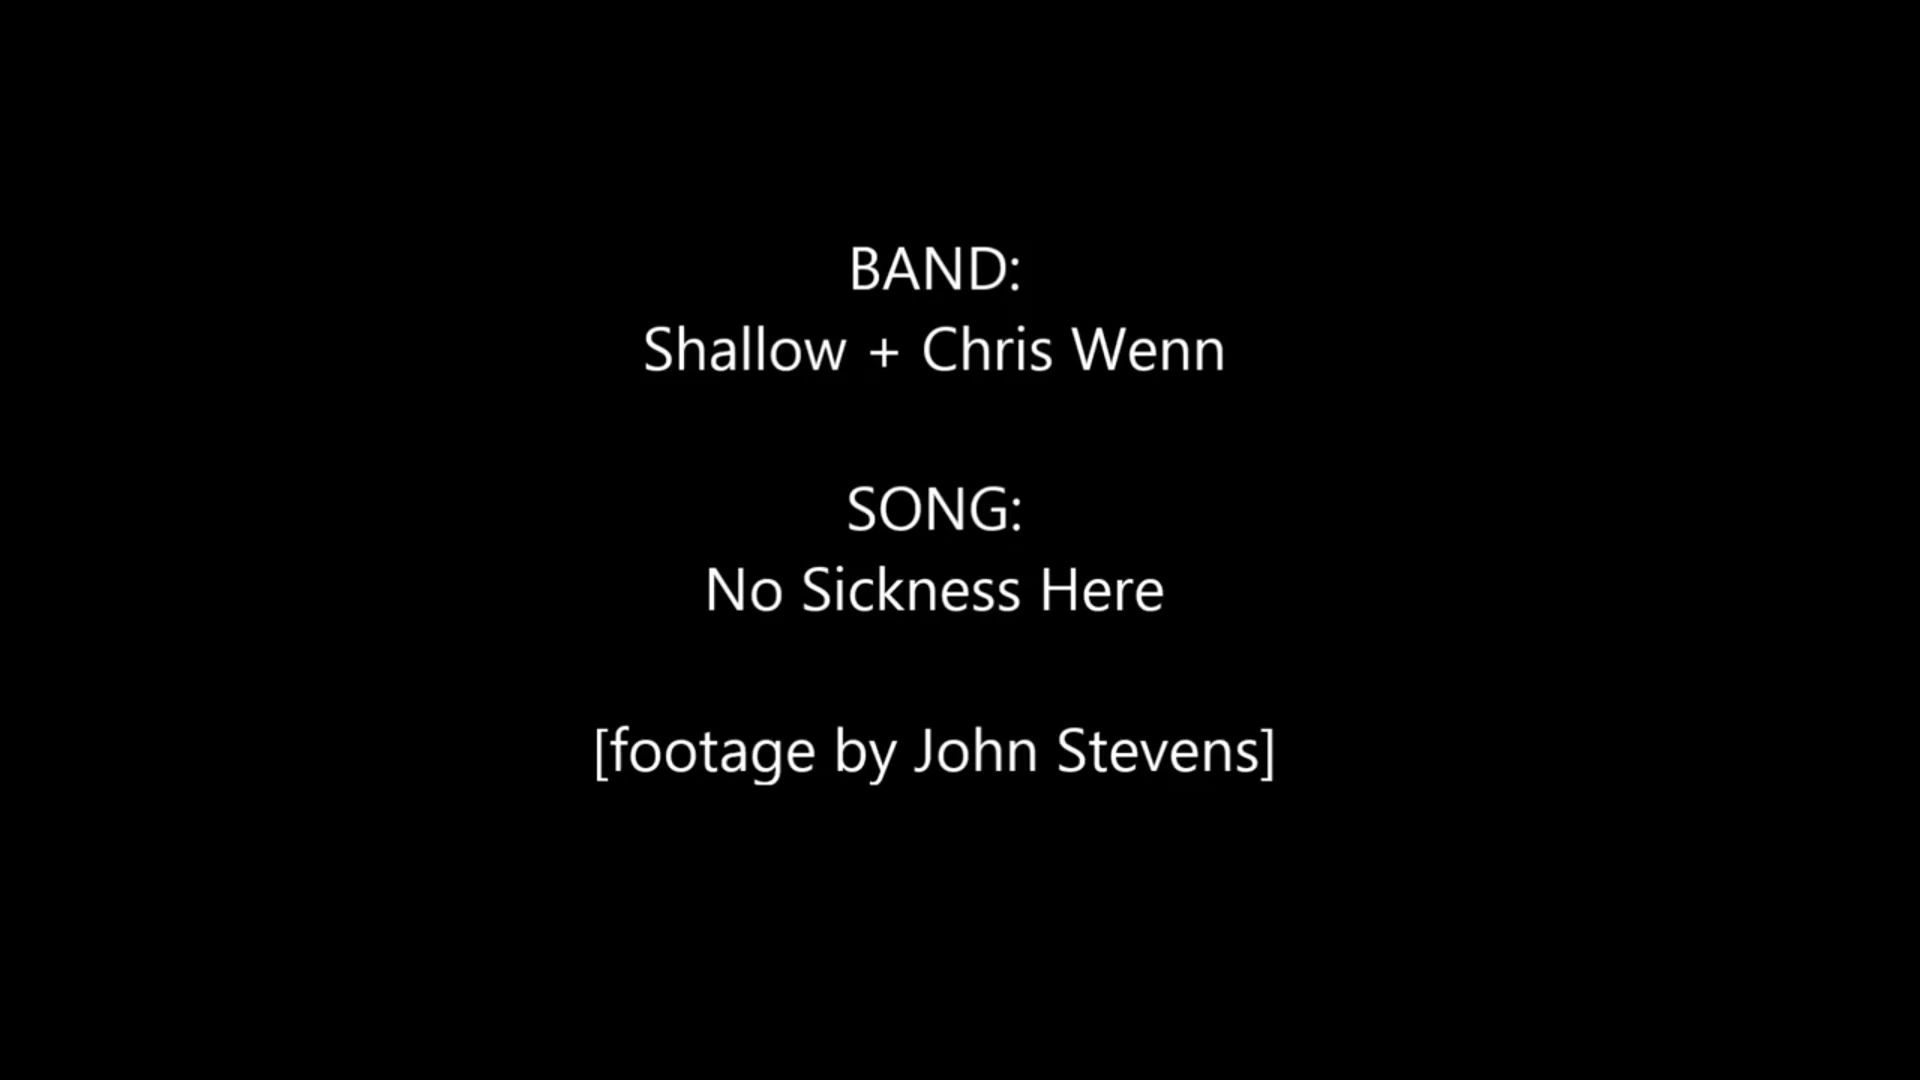 BAND:
Shallow + Chris Wenn
SONG:
No Sickness Here
[footage by John Stevens]